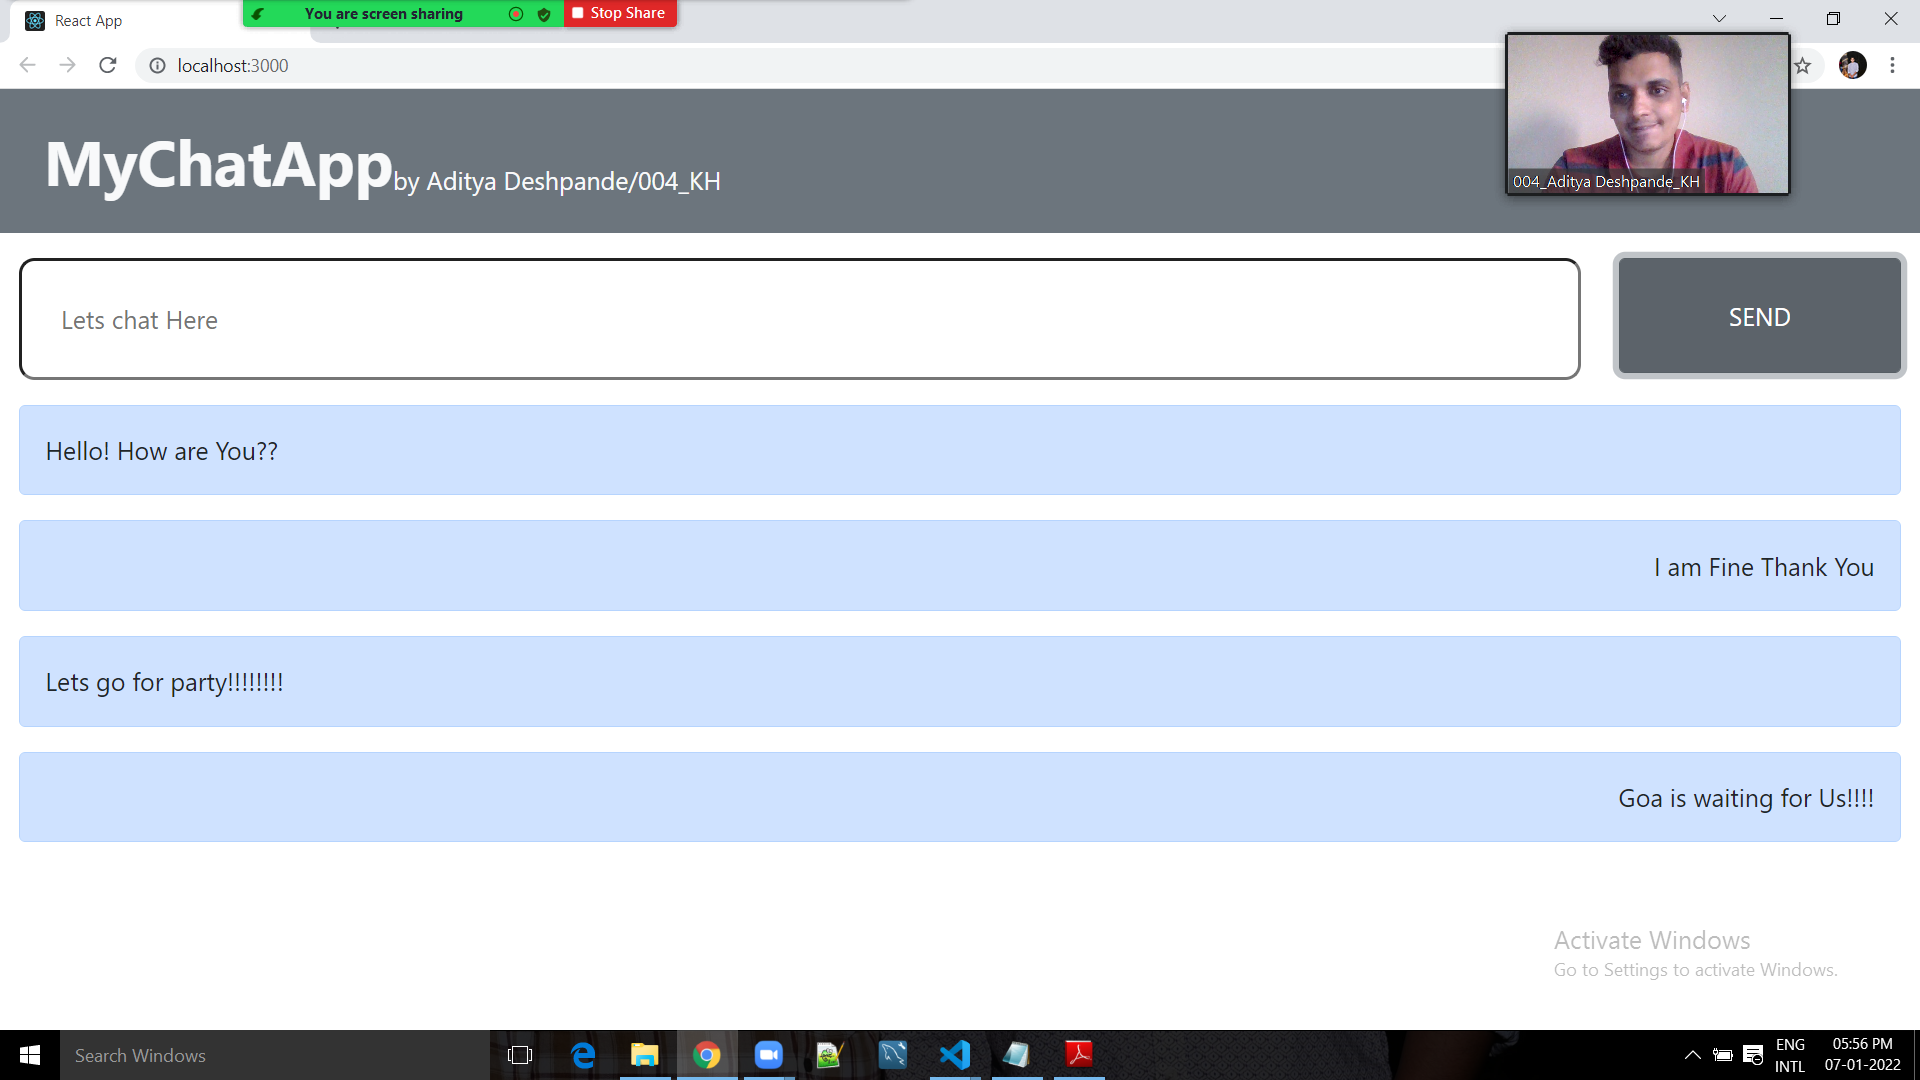 React App
You are screen sharing
Stop Share
localhost:3000
MyChatApp by Aditya Deshpande/004_KH
004_Aditya Deshpande_KH
Lets chat Here
SEND
Hello! How are You??
I am Fine Thank You
Lets go for party!!!!!!!!
Goa is waiting for Us!!!!
Activate Windows
Go to Settings to activate Windows.
Search Windows
ENG
INTL
05:56 PM
07-01-2022